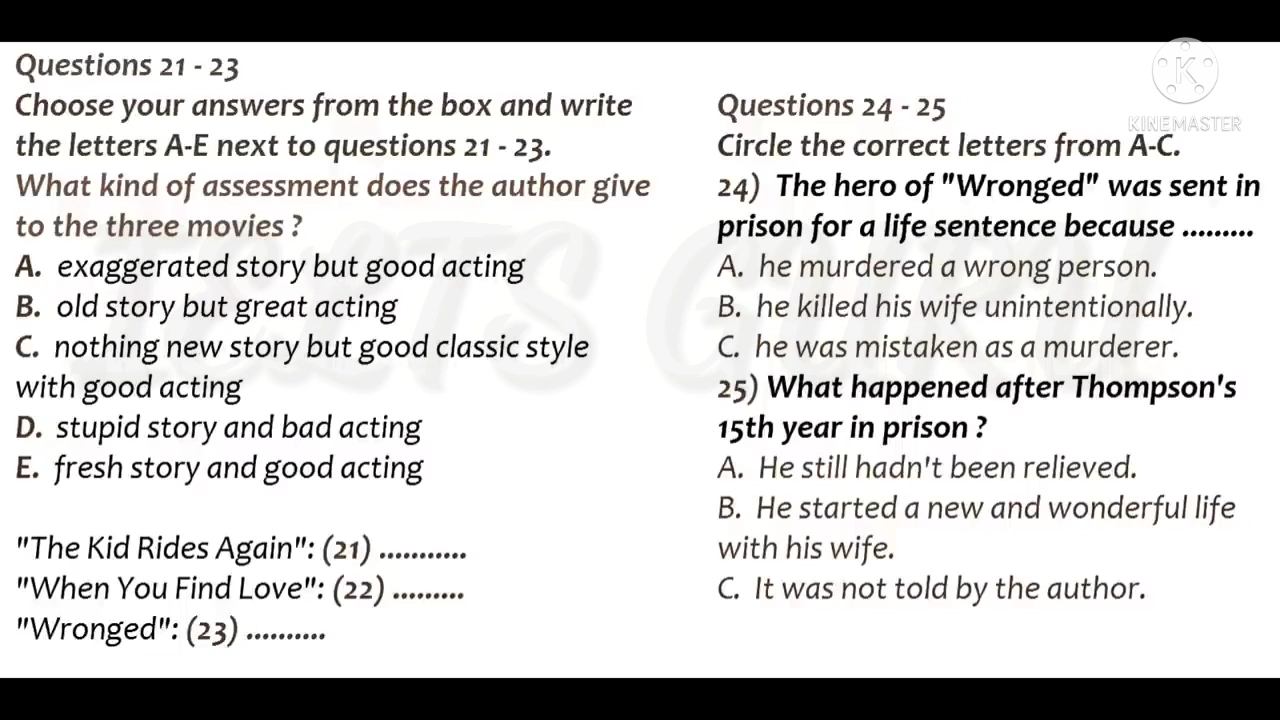 Questions 21 - 23
Choose your answers from the box and write
the letters A-E next to questions 21 - 23.
What kind of assessment does the author give
to the three movies ?
A. exaggerated story but good acting
B. old story but great acting
C. nothing new story but good classic style
with good acting
D. stupid story and bad acting
E. fresh story and good acting
"The Kid Rides Again": (21) ...........
"When You Find Love": (22) .........
"Wronged": (23) ..........
Questions 24 - 25
Circle the correct letters from A-C.
24) The hero of "Wronged" was sent in
prison for a life sentence because .........
A. he murdered a wrong person.
B. he killed his wife unintentionally.
C. he was mistaken as a murderer.
25) What happened after Thompson's
15th year in prison ?
A. He still hadn't been relieved.
B. He started a new and wonderful life
with his wife.
C. It was not told by the author.
K
KINEMASTER
IELTS GURU